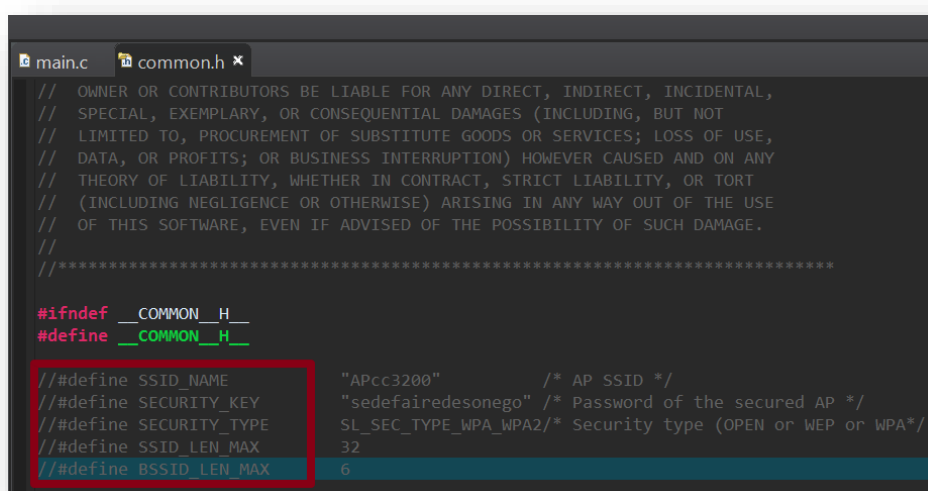 main.c common.h
// OWNER OR CONTRIBUTORS BE LIABLE FOR ANY DIRECT, INDIRECT, INCIDENTAL,
// SPECIAL, EXEMPLARY, OR CONSEQUENTIAL DAMAGES (INCLUDING, BUT NOT
// LIMITED TO, PROCUREMENT OF SUBSTITUTE GOODS OR SERVICES; LOSS OF USE,
// DATA, OR PROFITS; OR BUSINESS INTERRUPTION) HOWEVER CAUSED AND ON ANY
// THEORY OF LIABILITY, WHETHER IN CONTRACT, STRICT LIABILITY, OR TORT
// (INCLUDING NEGLIGENCE OR OTHERWISE) ARISING IN ANY WAY OUT OF THE USE
// OF THIS SOFTWARE, EVEN IF ADVISED OF THE POSSIBILITY OF SUCH DAMAGE.
//
//*****************************************************************************
#ifndef __COMMON__H__
#define __COMMON__H__
//#define SSID_NAME "APcc3200" /* AP SSID */
//#define SECURITY_KEY "sedefairedesonego" /* Password of the secured AP */
//#define SECURITY_TYPE SL_SEC_TYPE_WPA_WPA2/* Security type (OPEN or WEP or WPA*/
//#define SSID_LEN_MAX 32
//#define BSSID_LEN_MAX 6